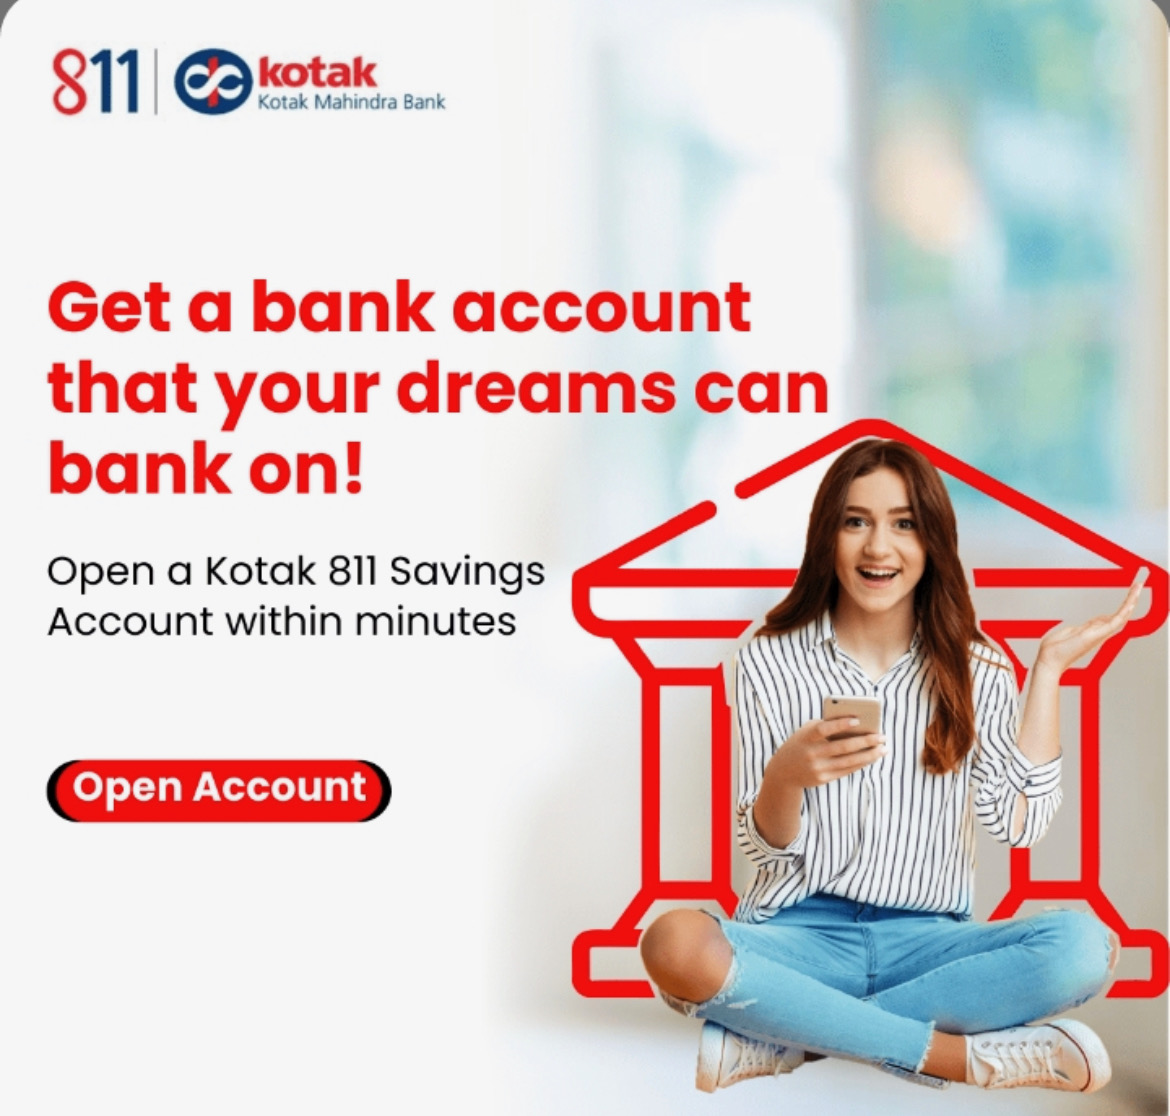 811 kotak
Kotak Mahindra Bank
Get a bank account
that your dreams can
bank on!
Open a Kotak 811 Savings
Account within minutes
Open Account